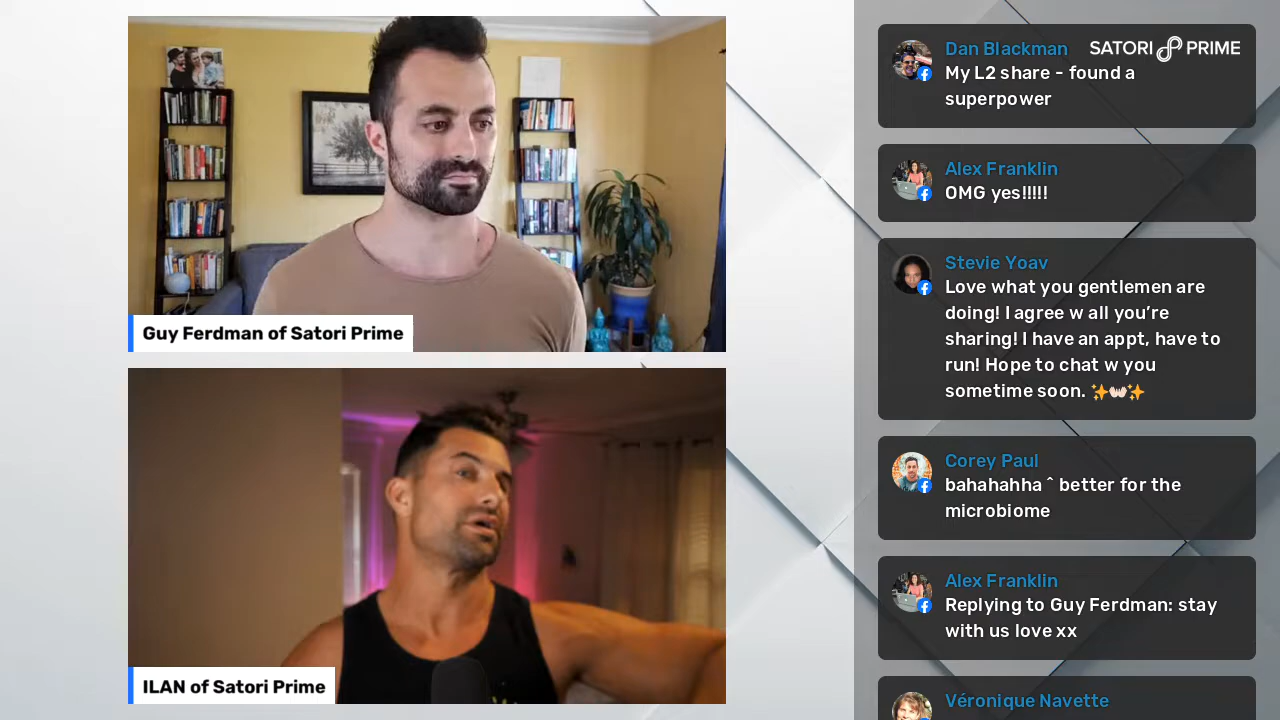 Guy Ferdman of Satori Prime
ILAN of Satori Prime
SATORI PRIME
Dan Blackman
My L2 share - found a
superpower
Alex Franklin
OMG yes!!!!!
Stevie Yoav
Love what you gentlemen are
doing! I agree w all you’re
sharing! I have an appt, have to
run! Hope to chat w you
sometime soon. ✨👐🏻✨
Corey Paul
bahahahha ^ better for the
microbiome
Alex Franklin
Replying to Guy Ferdman: stay
with us love xx
Véronique Navette